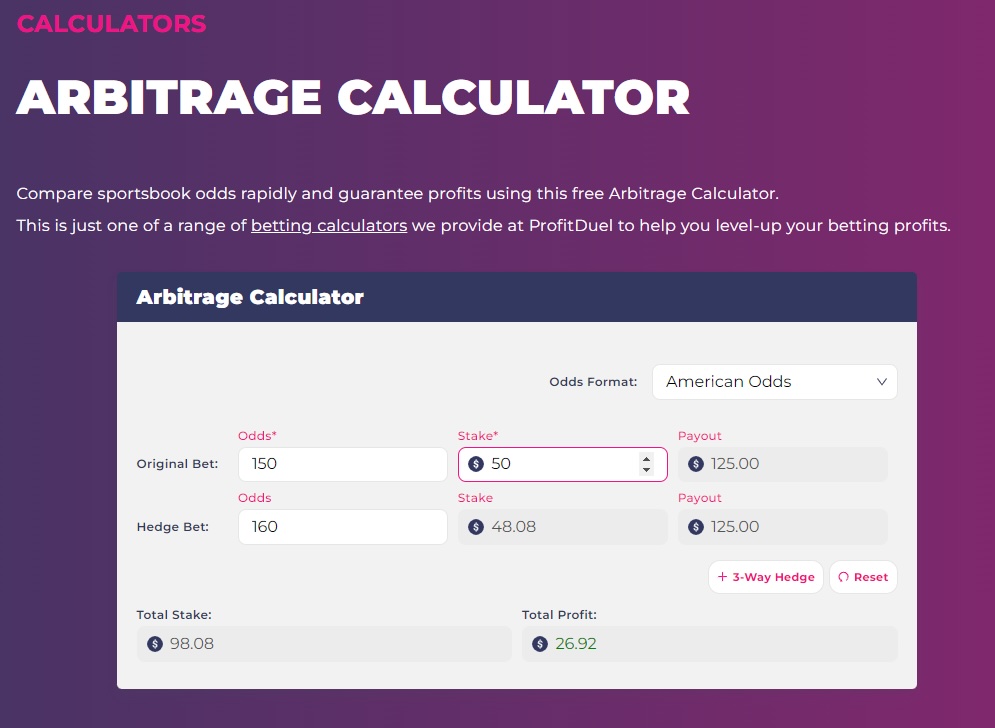 CALCULATORS
ARBITRAGE CALCULATOR
Compare sportsbook odds rapidly and guarantee profits using this free Arbitrage Calculator.
This is just one of a range of betting calculators we provide at ProfitDuel to help you level-up your betting profits.
Arbitrage Calculator
Odds Format: American Odds
Odds* Stake* Payout
Original Bet: 150 $ 50 $ 125.00
Odds Stake Payout
Hedge Bet: 160 $ 48.08 $ 125.00
+ 3-Way Hedge Reset
Total Stake: Total Profit:
$ 98.08 $ 26.92